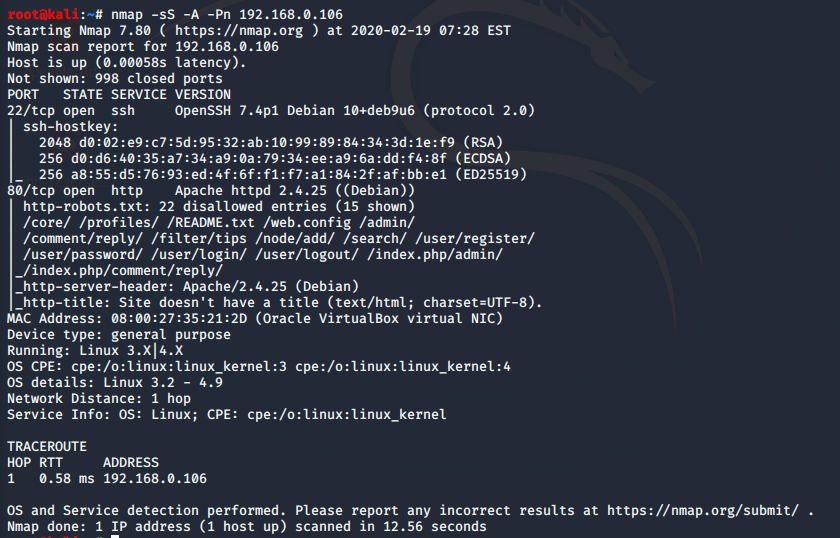 root@kali:~# nmap -sS -A -Pn 192.168.0.106
Starting Nmap 7.80 ( https://nmap.org ) at 2020-02-19 07:28 EST
Nmap scan report for 192.168.0.106
Host is up (0.00058s latency).
Not shown: 998 closed ports
PORT   STATE SERVICE VERSION
22/tcp open  ssh     OpenSSH 7.4p1 Debian 10+deb9u6 (protocol 2.0)
| ssh-hostkey:
|   2048 d0:02:e9:c7:5d:95:32:ab:10:99:89:84:34:3d:1e:f9 (RSA)
|   256 d0:d6:40:35:a7:34:a9:0a:79:34:ee:a9:6a:dd:f4:8f (ECDSA)
|_  256 a8:55:d5:76:93:ed:4f:6f:f1:f7:a1:84:2f:af:bb:e1 (ED25519)
80/tcp open  http    Apache httpd 2.4.25 ((Debian))
| http-robots.txt: 22 disallowed entries (15 shown)
| /core/ /profiles/ /README.txt /web.config /admin/
| /comment/reply/ /filter/tips /node/add/ /search/ /user/register/
| /user/password/ /user/login/ /user/logout/ /index.php/admin/
|_/index.php/comment/reply/
|_http-server-header: Apache/2.4.25 (Debian)
|_http-title: Site doesn't have a title (text/html; charset=UTF-8).
MAC Address: 08:00:27:35:21:2D (Oracle VirtualBox virtual NIC)
Device type: general purpose
Running: Linux 3.X|4.X
OS CPE: cpe:/o:linux:linux_kernel:3 cpe:/o:linux:linux_kernel:4
OS details: Linux 3.2 - 4.9
Network Distance: 1 hop
Service Info: OS: Linux; CPE: cpe:/o:linux:linux_kernel
TRACEROUTE
HOP RTT     ADDRESS
1   0.58 ms 192.168.0.106
OS and Service detection performed. Please report any incorrect results at https://nmap.org/submit/ .
Nmap done: 1 IP address (1 host up) scanned in 12.56 seconds